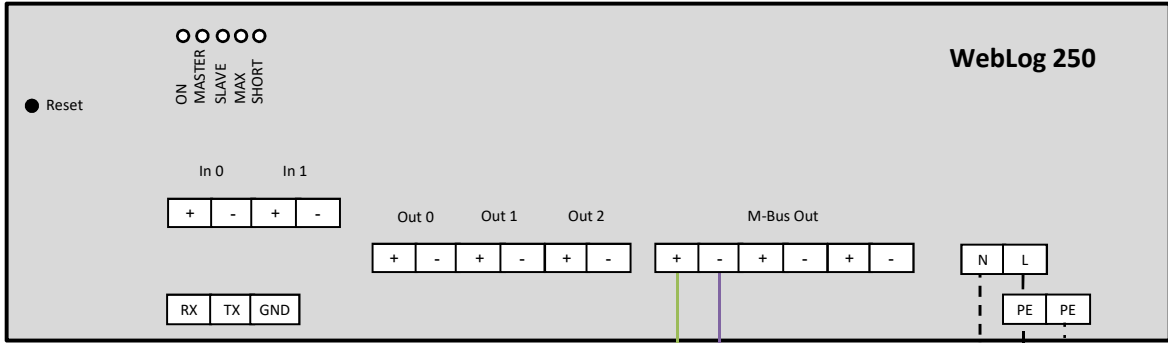 WebLog 250
ON
MASTER
SLAVE
MAX
SHORT
Reset
In 0 In 1
+ - + -
Out 0 Out 1 Out 2 M-Bus Out
+ - + - + - + - + - + - N L
RX TX GND PE PE